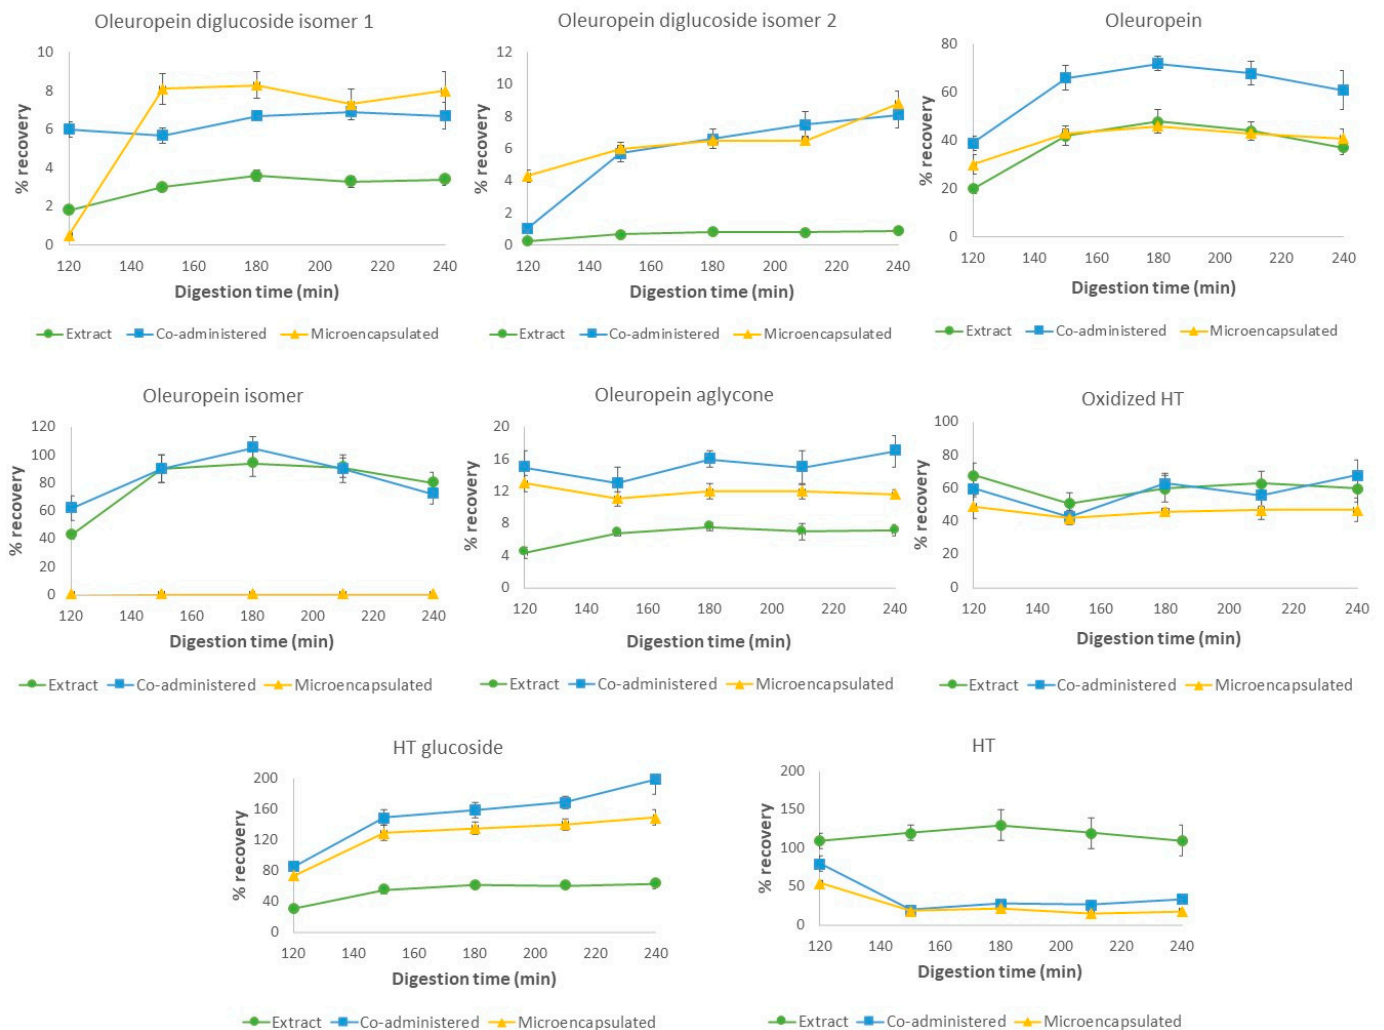 Oleuropein diglucoside isomer 1
10
8
6
4
2
0
% recovery
120 140 160 180 200 220 240
Digestion time (min)
Extract Co-administered Microencapsulated
Oleuropein diglucoside isomer 2
12
10
8
6
4
2
0
% recovery
120 140 160 180 200 220 240
Digestion time (min)
Extract Co-administered Microencapsulated
Oleuropein
80
60
40
20
0
% recovery
120 140 160 180 200 220 240
Digestion time (min)
Extract Co-administered Microencapsulated
Oleuropein isomer
120
100
80
60
40
20
0
% recovery
120 140 160 180 200 220 240
Digestion time (min)
Extract Co-administered Microencapsulated
Oleuropein aglycone
20
16
12
8
4
0
% recovery
120 140 160 180 200 220 240
Digestion time (min)
Extract Co-administered Microencapsulated
Oxidized HT
100
80
60
40
20
0
% recovery
120 140 160 180 200 220 240
Digestion time (min)
Extract Co-administered Microencapsulated
HT glucoside
200
160
120
80
40
0
% recovery
120 140 160 180 200 220 240
Digestion time (min)
Extract Co-administered Microencapsulated
HT
200
150
100
50
0
% recovery
120 140 160 180 200 220 240
Digestion time (min)
Extract Co-administered Microencapsulated